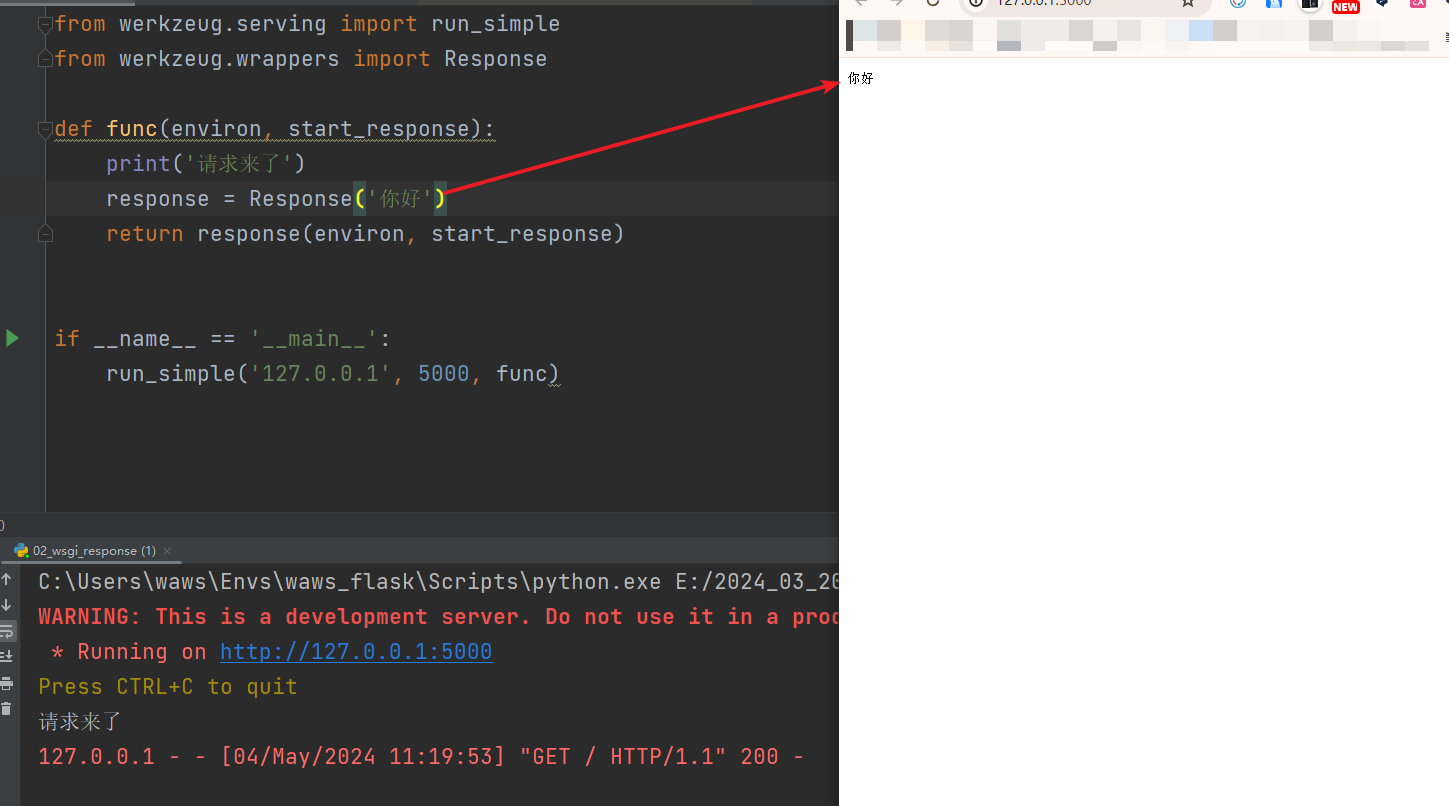 from werkzeug.serving import run_simple
from werkzeug.wrappers import Response
def func(environ, start_response):
print('请求来了')
response = Response('你好')
return response(environ, start_response)
if __name__ == '__main__':
run_simple('127.0.0.1', 5000, func)
02_wsgi_response (1)
C:\Users\waws\Envs\waws_flask\Scripts\python.exe E:/2024_03_20
WARNING: This is a development server. Do not use it in a prod
* Running on http://127.0.0.1:5000
Press CTRL+C to quit
请求来了
127.0.0.1 - - [04/May/2024 11:19:53] "GET / HTTP/1.1" 200 -
127.0.0.1:5000
NEW
CA
你好